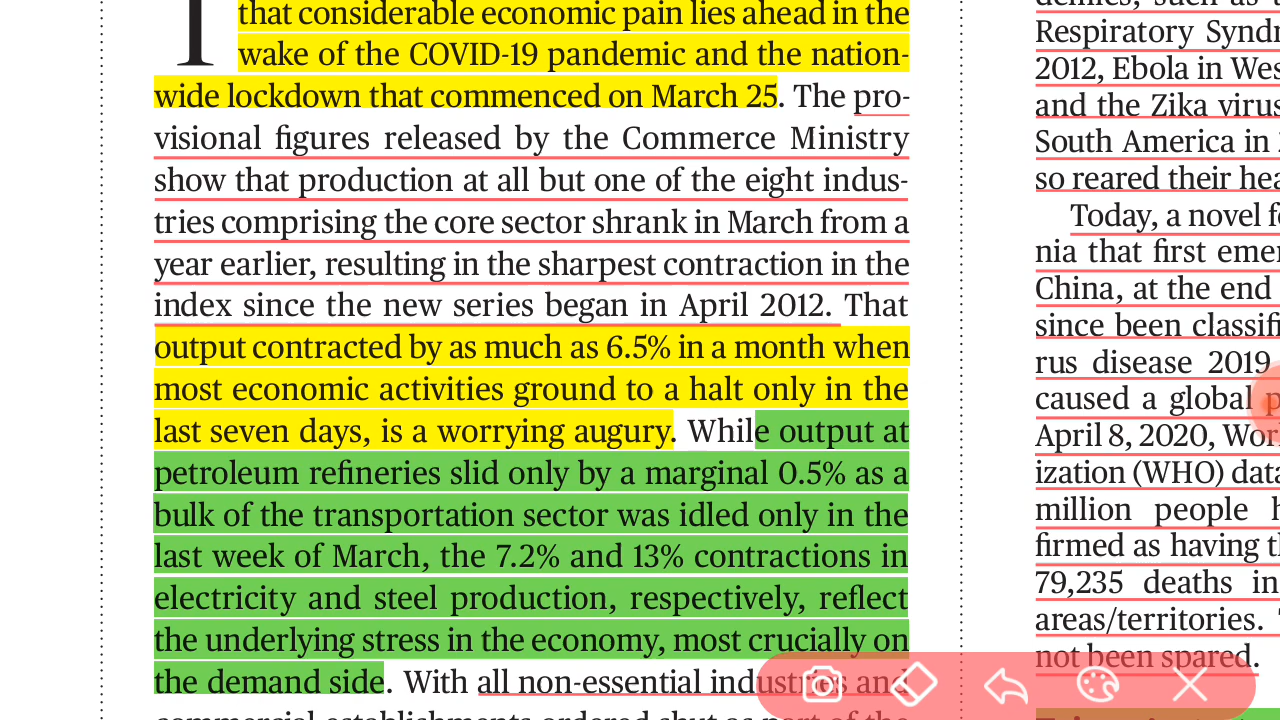 I
that considerable economic pain lies ahead in the
wake of the COVID-19 pandemic and the nation-
wide lockdown that commenced on March 25. The pro-
visional figures released by the Commerce Ministry
show that production at all but one of the eight indus-
tries comprising the core sector shrank in March from a
year earlier, resulting in the sharpest contraction in the
index since the new series began in April 2012. That
output contracted by as much as 6.5% in a month when
most economic activities ground to a halt only in the
last seven days, is a worrying augury. While output at
petroleum refineries slid only by a marginal 0.5% as a
bulk of the transportation sector was idled only in the
last week of March, the 7.2% and 13% contractions in
electricity and steel production, respectively, reflect
the underlying stress in the economy, most crucially on
the demand side. With all non-essential industries and
commercial establishments ordered shut as part of the
Respiratory
2012, Ebola in
and the Zika
South America in
so reared their
Today, a novel
nia that first
China, at the end
since been
rus disease 2019
caused a global
April 8, 2020,
ization (WHO)
million people
firmed as having
79,235 deaths in
areas/territories.
not been spared.